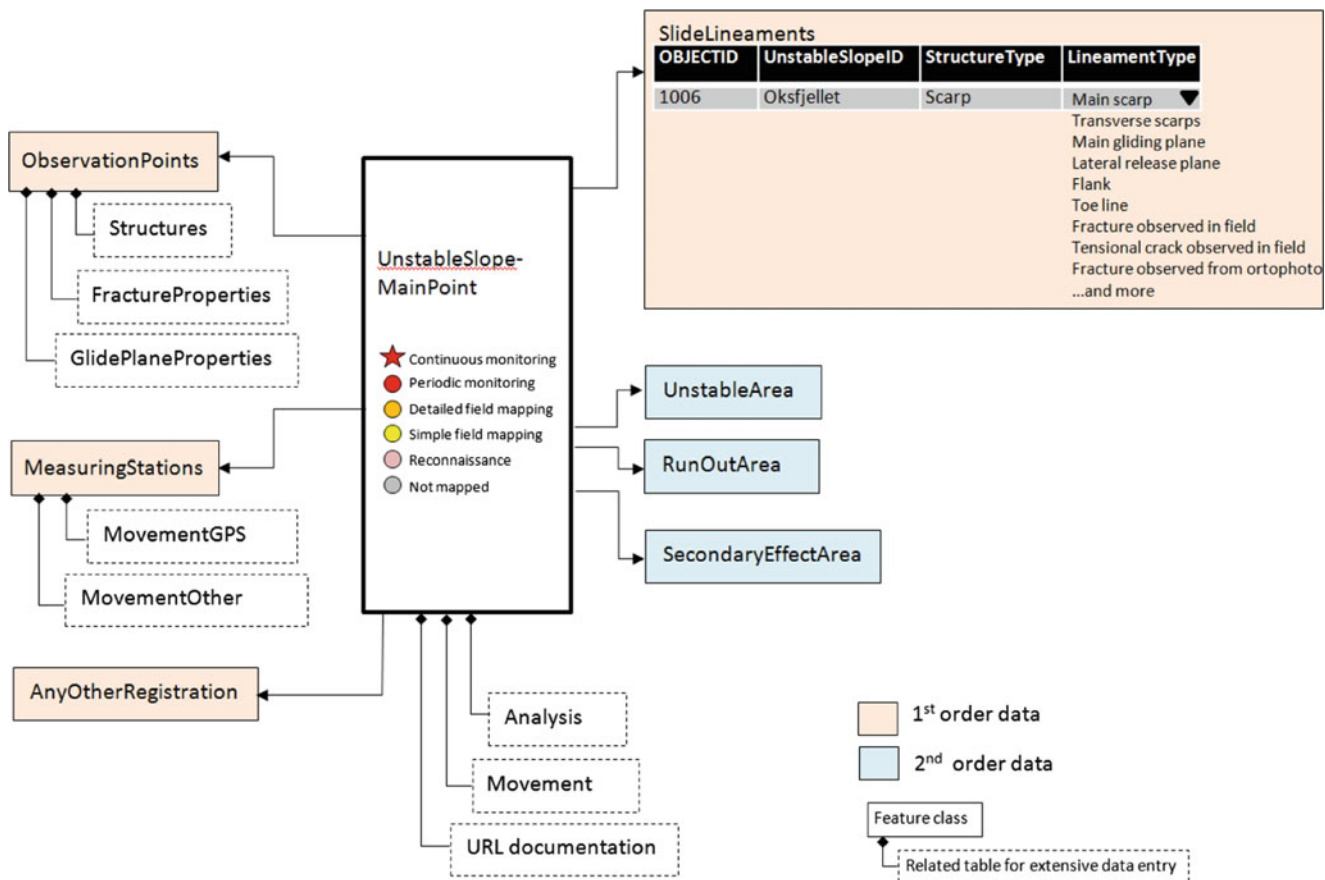 SlideLineaments
OBJECTID UnstableSlopeID StructureType LineamentType
1006 Oksfjellet Scarp Main scarp
Transverse scarps
Main gliding plane
Lateral release plane
Flank
Toe line
Fracture observed in field
Tensional crack observed in field
Fracture observed from ortophoto
...and more
ObservationPoints
Structures
FractureProperties
GlidePlaneProperties
MeasuringStations
MovementGPS
MovementOther
AnyOtherRegistration
UnstableSlope-
MainPoint
Continuous monitoring
Periodic monitoring
Detailed field mapping
Simple field mapping
Reconnaissance
Not mapped
UnstableArea
RunOutArea
SecondaryEffectArea
Analysis
Movement
URL documentation
1st order data
2nd order data
Feature class
Related table for extensive data entry